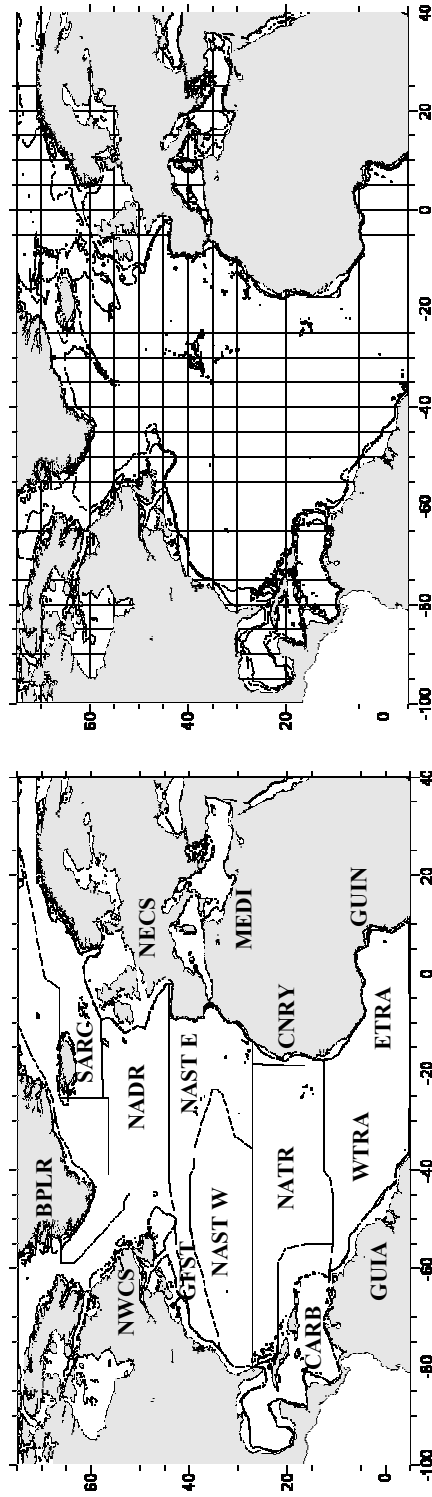 40
20
0
-20
-40
-60
-80
-100
60
40
20
0
40
20
0
-20
-40
-60
-80
-100
60
40
20
0
BPLR
SARC
NECS
NADR
MEDI
NWCS
GFST
NAST E
NAST W
CNRY
GUIN
NATR
ETRA
WTRA
CARB
GUIA